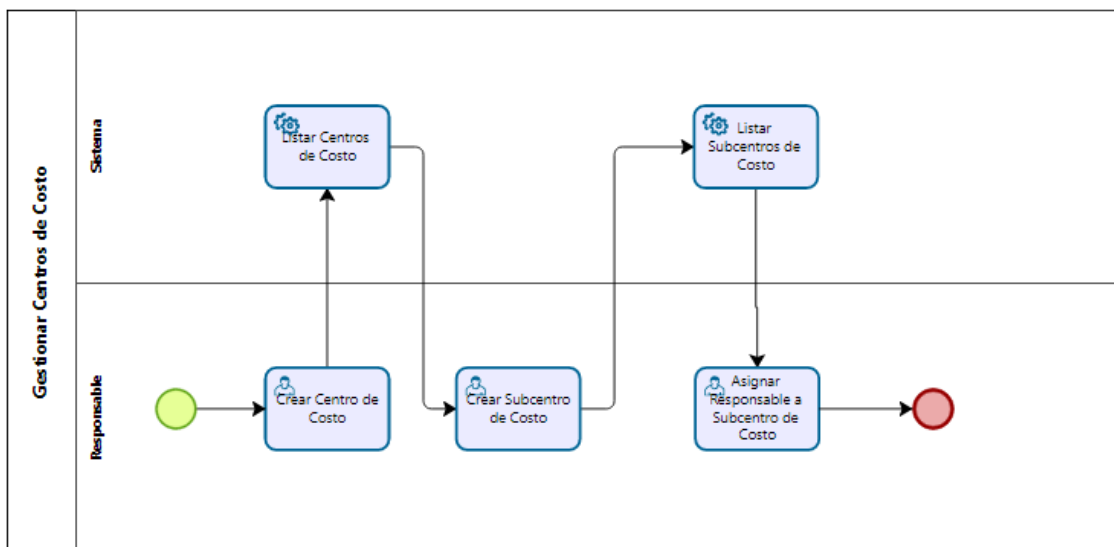 Gestionar Centros de Costo
Sistema
Listar Centros
de Costo
Listar
Subcentros de
Costo
Responsable
Crear Centro de
Costo
Crear Subcentro
de Costo
Asignar
Responsable a
Subcentro de
Costo